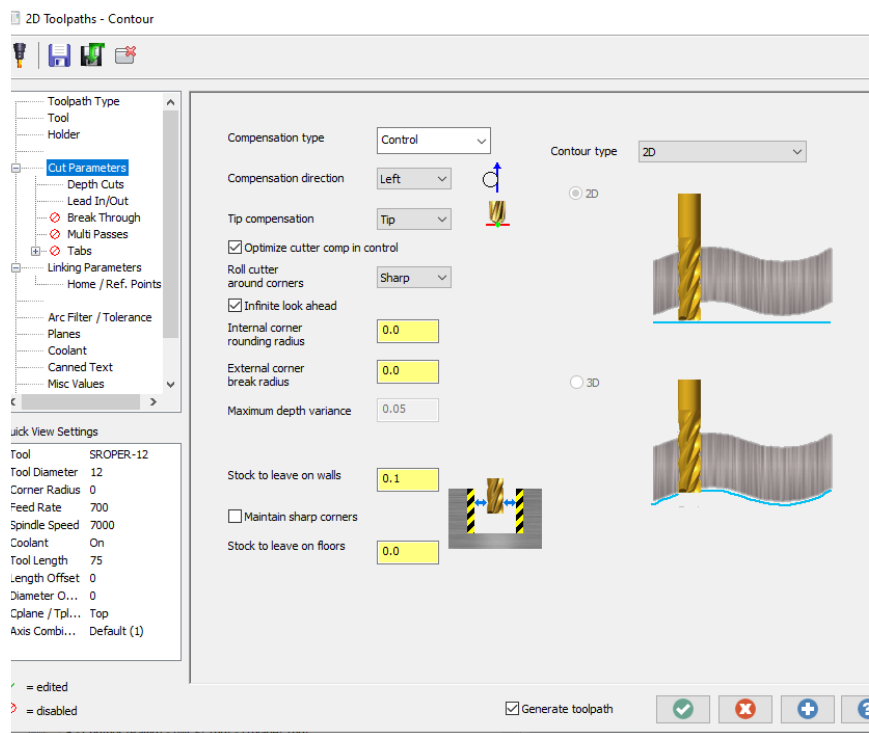 2D Toolpaths - Contour
Toolpath Type
Tool
Holder
Cut Parameters
Depth Cuts
Lead In/Out
Break Through
Multi Passes
Tabs
Linking Parameters
Home / Ref. Points
Arc Filter / Tolerance
Planes
Coolant
Canned Text
Misc Values
Compensation type
Control
Compensation direction
Left
Tip compensation
Tip
Optimize cutter comp in control
Roll cutter
around corners
Sharp
Infinite look ahead
Internal corner
rounding radius
0.0
External corner
break radius
0.0
Maximum depth variance
0.05
Stock to leave on walls
0.1
Maintain sharp corners
Stock to leave on floors
0.0
Contour type
2D
2D
3D
uick View Settings
Tool SROPER-12
Tool Diameter 12
Corner Radius 0
Feed Rate 700
Spindle Speed 7000
Coolant On
Tool Length 75
Length Offset 0
Diameter O... 0
Cplane / Tpl... Top
Axis Combi... Default (1)
= edited
= disabled
Generate toolpath